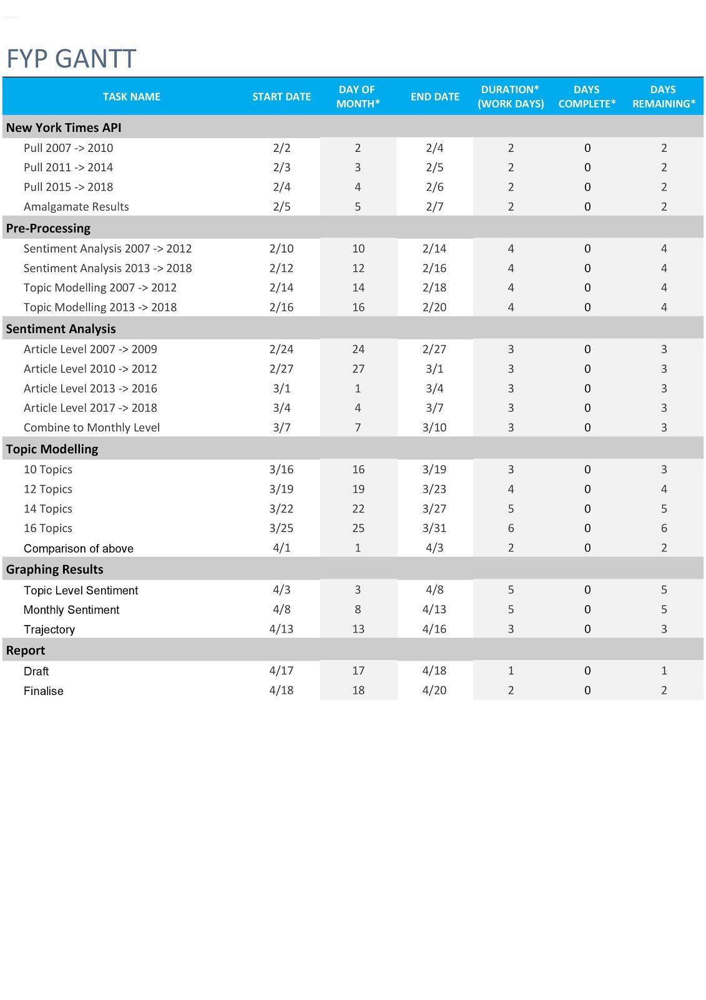 FYP GANTT
TASK NAME START DATE DAY OF MONTH* END DATE DURATION* (WORK DAYS) DAYS COMPLETE* DAYS REMAINING*
New York Times API
Pull 2007 -> 2010 2/2 2 2/4 2 0 2
Pull 2011 -> 2014 2/3 3 2/5 2 0 2
Pull 2015 -> 2018 2/4 4 2/6 2 0 2
Amalgamate Results 2/5 5 2/7 2 0 2
Pre-Processing
Sentiment Analysis 2007 -> 2012 2/10 10 2/14 4 0 4
Sentiment Analysis 2013 -> 2018 2/12 12 2/16 4 0 4
Topic Modelling 2007 -> 2012 2/14 14 2/18 4 0 4
Topic Modelling 2013 -> 2018 2/16 16 2/20 4 0 4
Sentiment Analysis
Article Level 2007 -> 2009 2/24 24 2/27 3 0 3
Article Level 2010 -> 2012 2/27 27 3/1 3 0 3
Article Level 2013 -> 2016 3/1 1 3/4 3 0 3
Article Level 2017 -> 2018 3/4 4 3/7 3 0 3
Combine to Monthly Level 3/7 7 3/10 3 0 3
Topic Modelling
10 Topics 3/16 16 3/19 3 0 3
12 Topics 3/19 19 3/23 4 0 4
14 Topics 3/22 22 3/27 5 0 5
16 Topics 3/25 25 3/31 6 0 6
Comparison of above 4/1 1 4/3 2 0 2
Graphing Results
Topic Level Sentiment 4/3 3 4/8 5 0 5
Monthly Sentiment 4/8 8 4/13 5 0 5
Trajectory 4/13 13 4/16 3 0 3
Report
Draft 4/17 17 4/18 1 0 1
Finalise 4/18 18 4/20 2 0 2